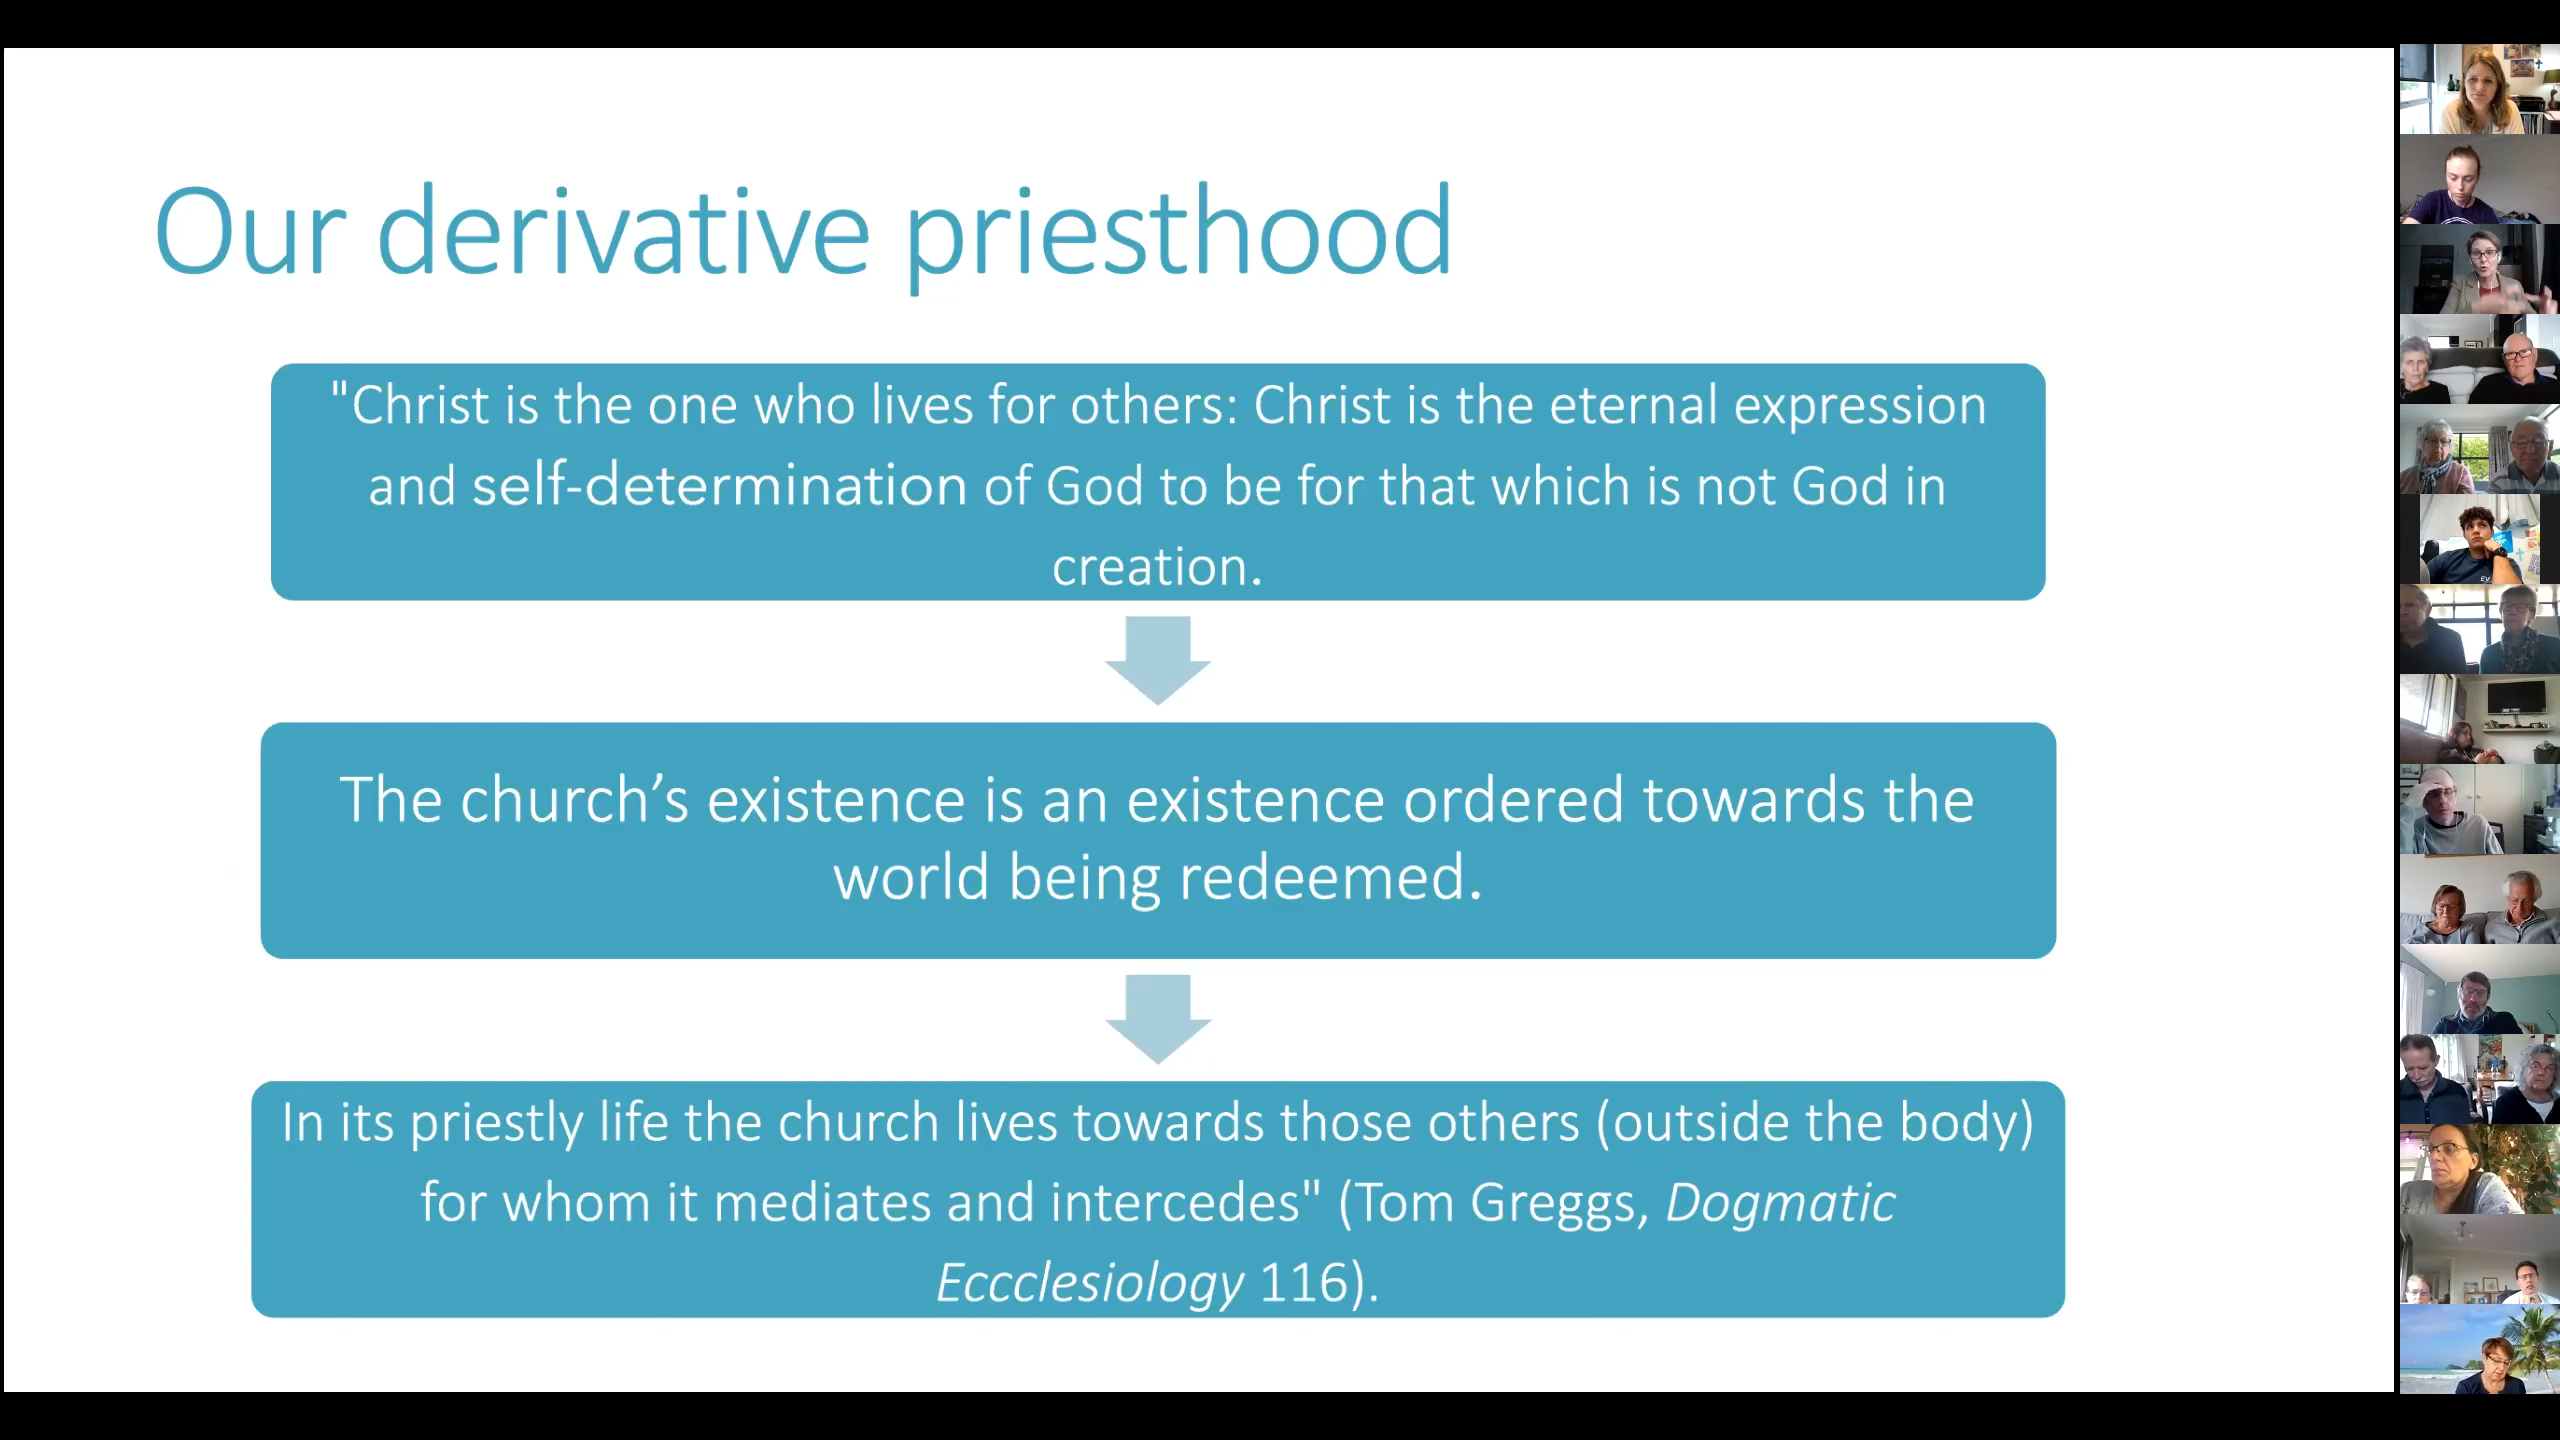 Our derivative priesthood
"Christ is the one who lives for others: Christ is the eternal expression
and self-determination of God to be for that which is not God in
creation.
The church’s existence is an existence ordered towards the
world being redeemed.
In its priestly life the church lives towards those others (outside the body)
for whom it mediates and intercedes" (Tom Greggs, Dogmatic
Eccclesiology 116).